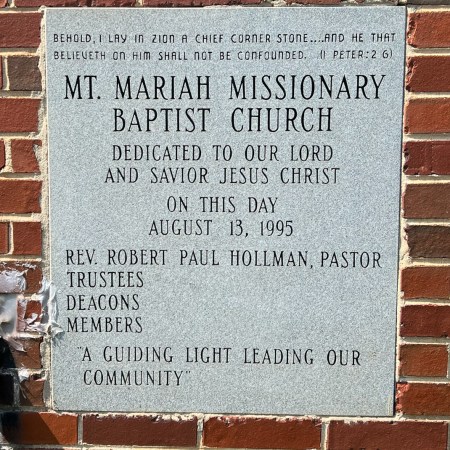 BEHOLD, I LAY IN ZION A CHIEF CORNER STONE....AND HE THAT
BELIEVETH ON HIM SHALL NOT BE CONFOUNDED. (I PETER:2 6)
MT. MARIAH MISSIONARY
BAPTIST CHURCH
DEDICATED TO OUR LORD
AND SAVIOR JESUS CHRIST
ON THIS DAY
AUGUST 13, 1995
REV. ROBERT PAUL HOLLMAN, PASTOR
TRUSTEES
DEACONS
MEMBERS
"A GUIDING LIGHT LEADING OUR
COMMUNITY"